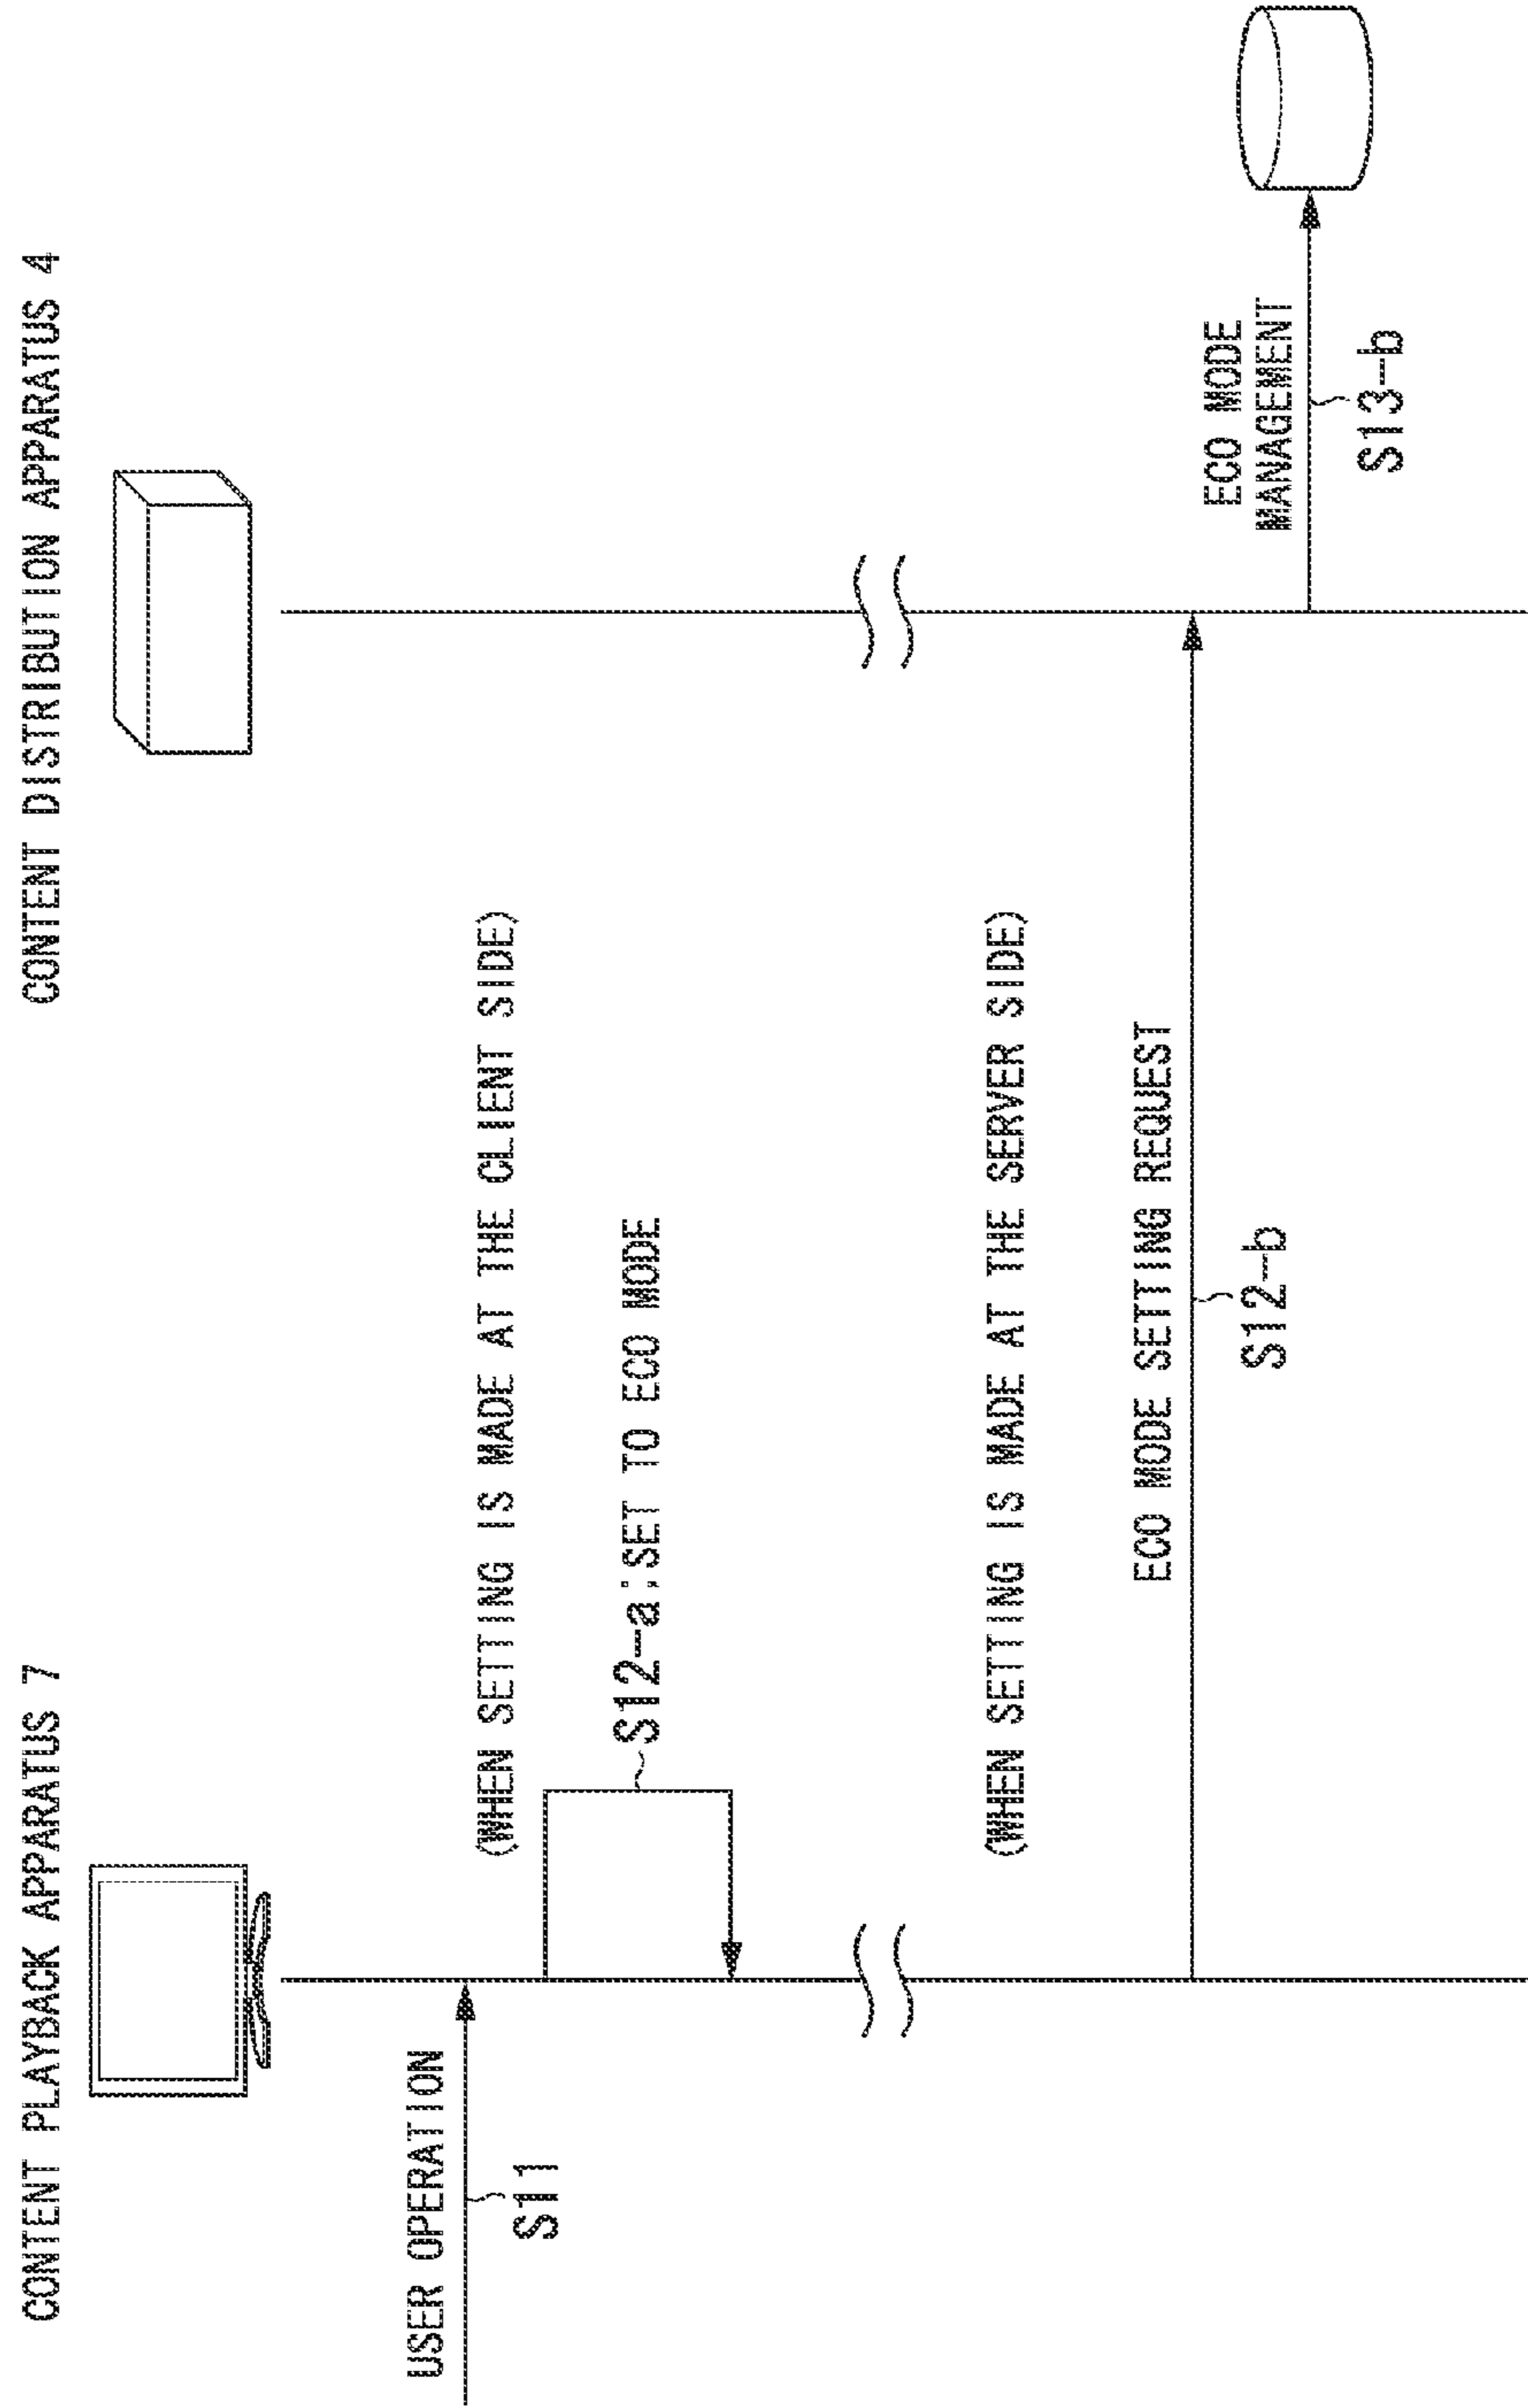 CONTENT PLAYBACK APPARATUS 7
CONTENT DISTRIBUTION APPARATUS 4
USER OPERATION
S11
(WHEN SETTING IS MADE AT THE CLIENT SIDE)
S12-a:SET TO ECO MODE
(WHEN SETTING IS MADE AT THE SERVER SIDE)
ECO MODE SETTING REQUEST
S12-b
ECO MODE
MANAGEMENT
S13-b